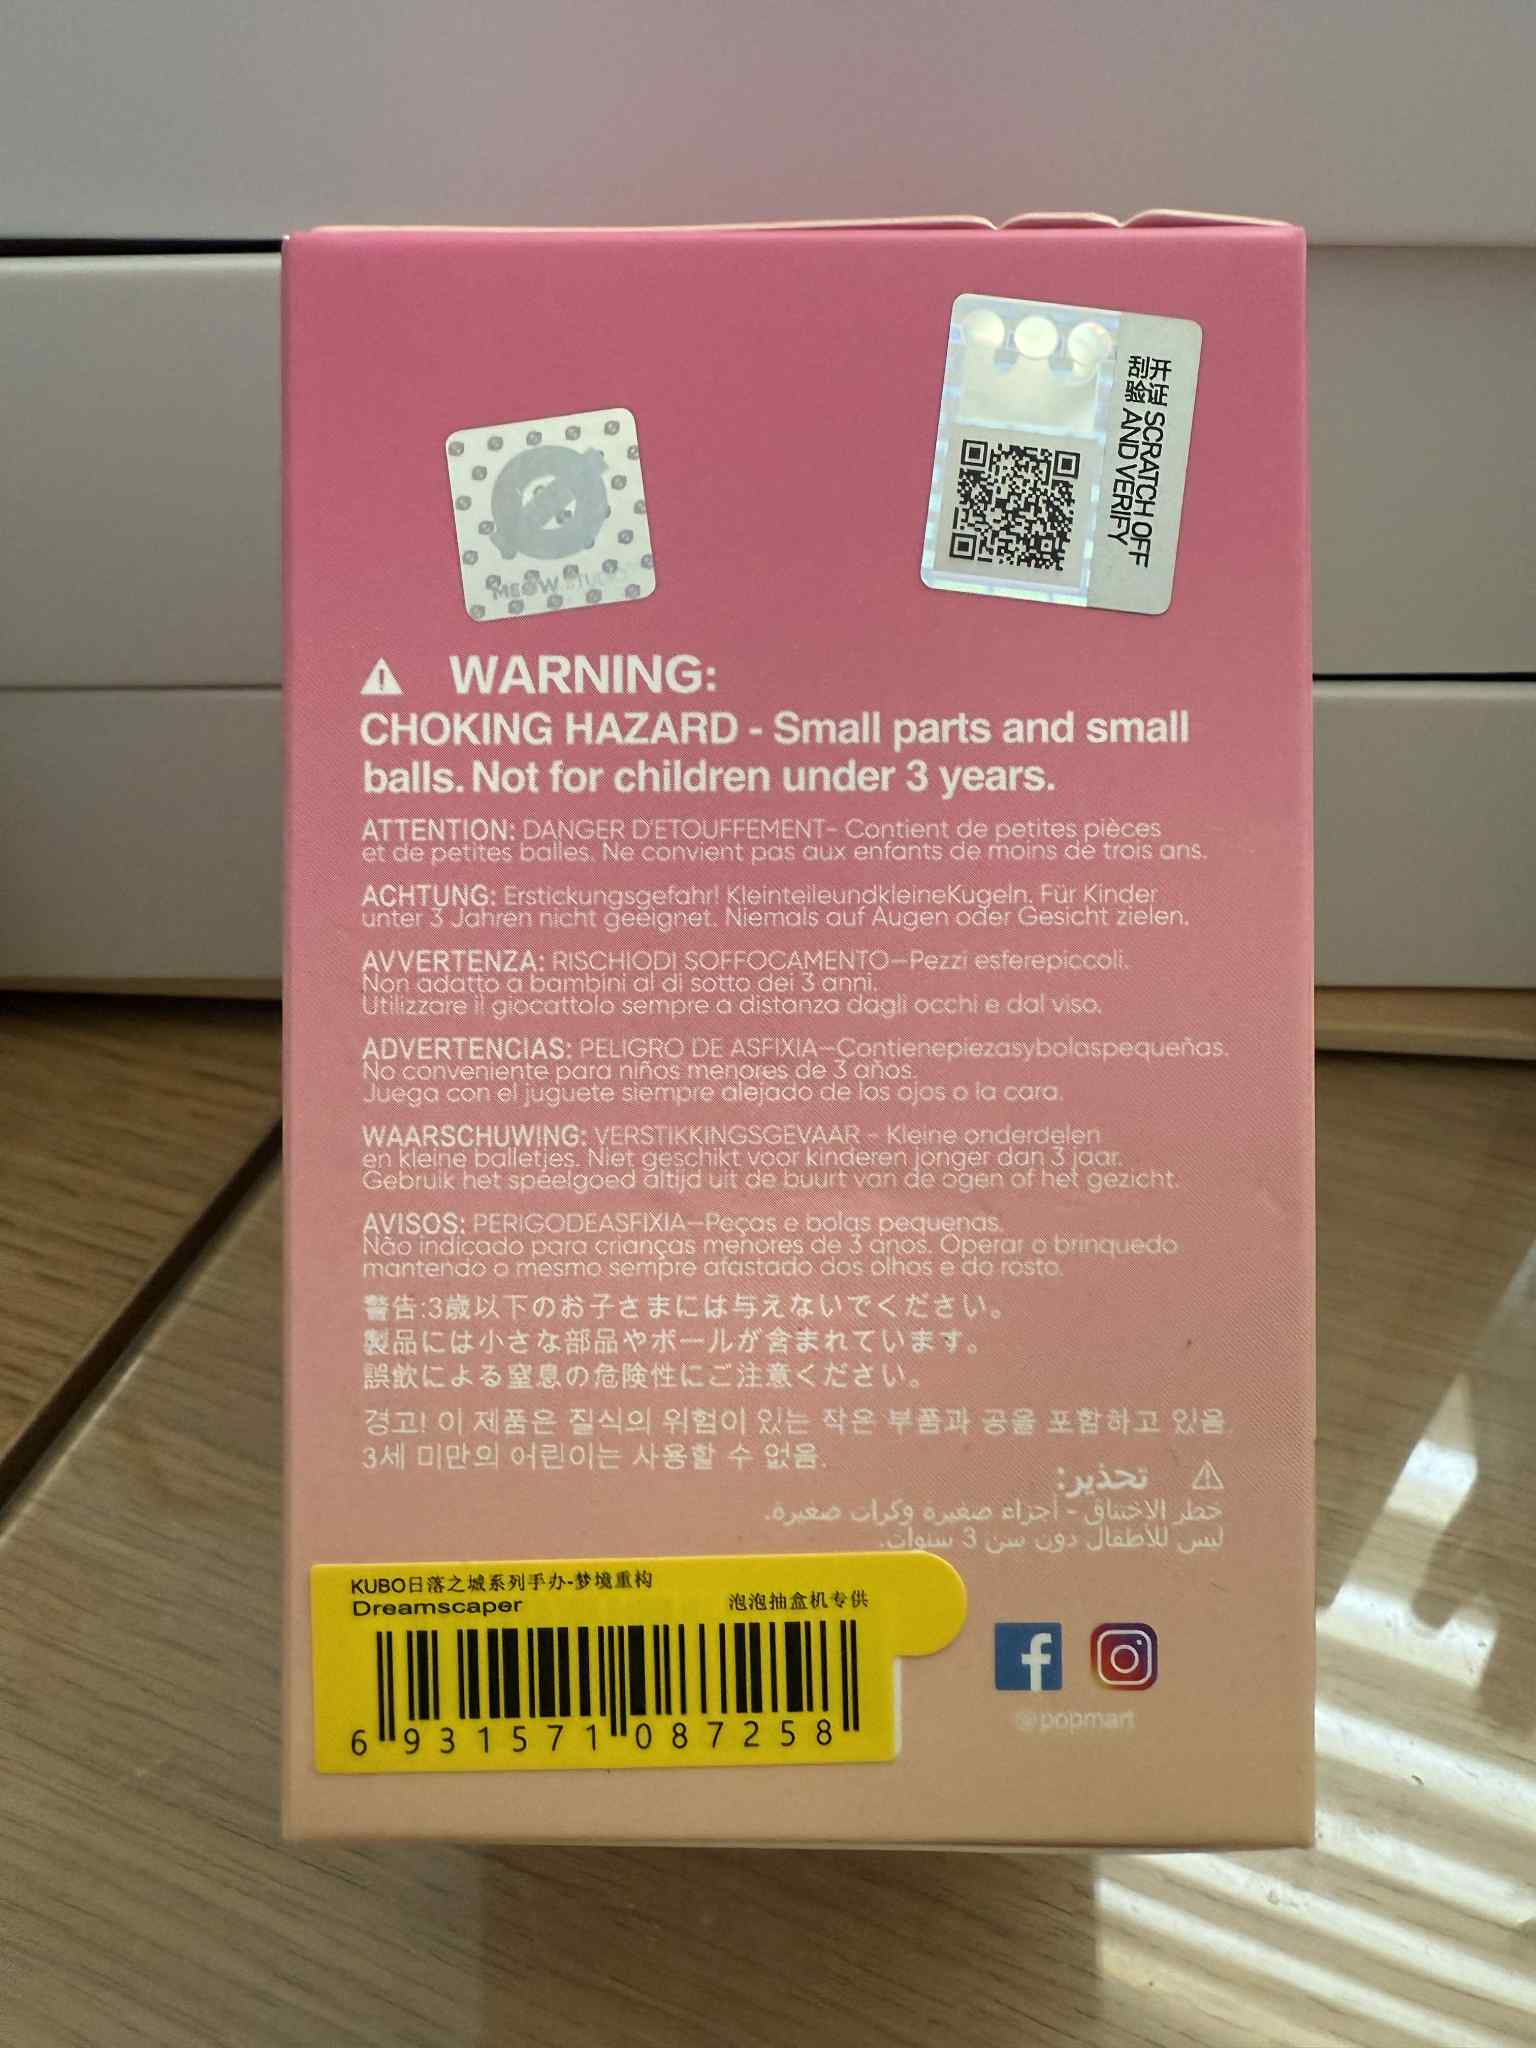 开证 SCRATCH OFF
刮验 AND VERIFY
MEOW STUDIO
WARNING:
CHOKING HAZARD - Small parts and small
balls. Not for children under 3 years.
ATTENTION: DANGER D'ETOUFFEMENT- Contient de petites pièces
et de petites balles. Ne convient pas aux enfants de moins de trois ans.
ACHTUNG: Erstickungsgefahr! KleinteileundkleineKugeln. Für Kinder
unter 3 Jahren nicht geeignet. Niemals auf Augen oder Gesicht zielen.
AVVERTENZA: RISCHIODI SOFFOCAMENTO—Pezzi esferepiccoli.
Non adatto a bambini al di sotto dei 3 anni.
Utilizzare il giocattolo sempre a distanza dagli occhi e dal viso.
ADVERTENCIAS: PELIGRO DE ASFIXIA—Contienepiezasybolaspequeñas.
No conveniente para niños menores de 3 años.
Juega con el juguete siempre alejado de los ojos o la cara.
WAARSCHUWING: VERSTIKKINGSGEVAAR - Kleine onderdelen
en kleine balletjes. Niet geschikt voor kinderen jonger dan 3 jaar.
Gebruik het speelgoed altijd uit de buurt van de ogen of het gezicht.
AVISOS: PERIGODEASFIXIA—Peças e bolas pequenas.
Não indicado para crianças menores de 3 anos. Operar o brinquedo
mantendo o mesmo sempre afastado dos olhos e do rosto.
警告:3歳以下のお子さまには与えないでください。
製品には小さな部品やボールが含まれています。
誤飲による窒息の危険性にご注意ください。
경고! 이 제품은 질식의 위험이 있는 작은 부품과 공을 포함하고 있음
3세 미만의 어린이는 사용할 수 없음.
تحذير:
خطر الاختناق - أجزاء صغيرة وكرات صغيرة.
ليس للأطفال دون سن 3 سنوات.
KUBO日落之城系列手办-梦境重构
Dreamscaper 泡泡抽盒机专供
6 931571 087258
@popmart